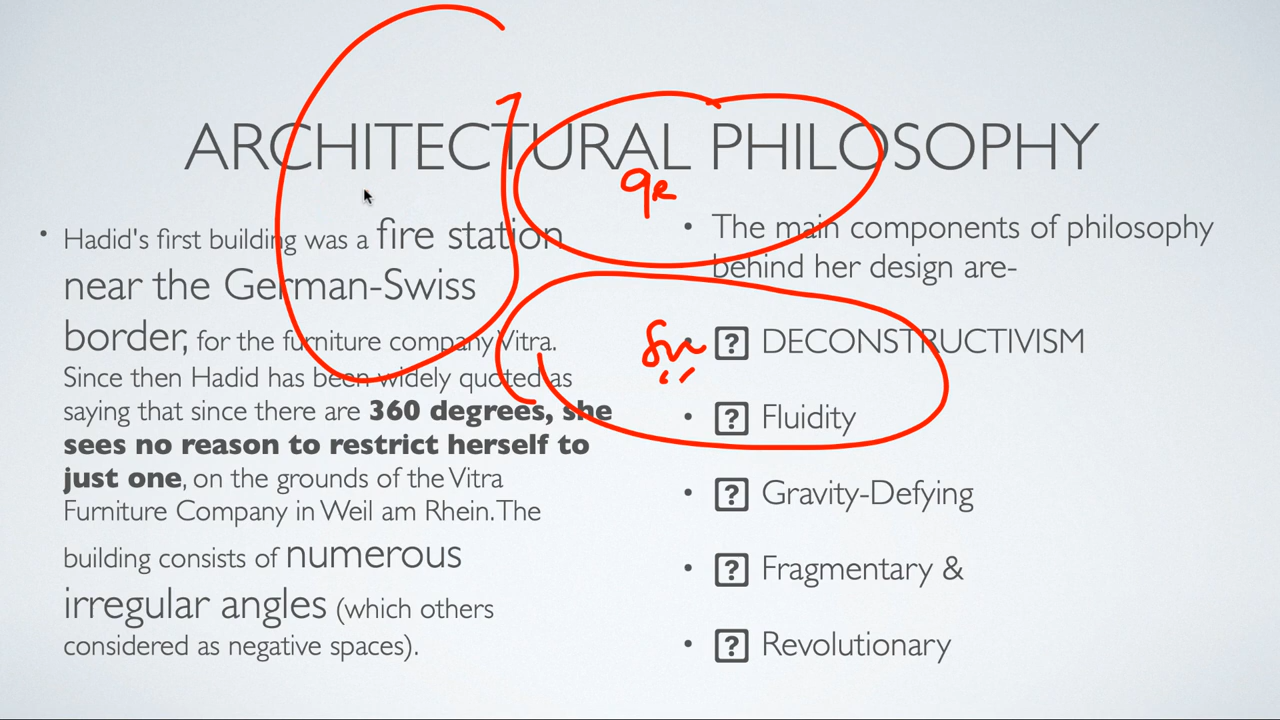 ARCHITECTURAL PHILOSOPHY
• Hadid's first building was a fire station
near the German-Swiss
border, for the furniture company Vitra.
Since then Hadid has been widely quoted as
saying that since there are 360 degrees, she
sees no reason to restrict herself to
just one, on the grounds of the Vitra
Furniture Company in Weil am Rhein. The
building consists of numerous
irregular angles (which others
considered as negative spaces).
• The main components of philosophy
behind her design are-
• ? DECONSTRUCTIVISM
• ? Fluidity
• ? Gravity-Defying
• ? Fragmentary &
• ? Revolutionary